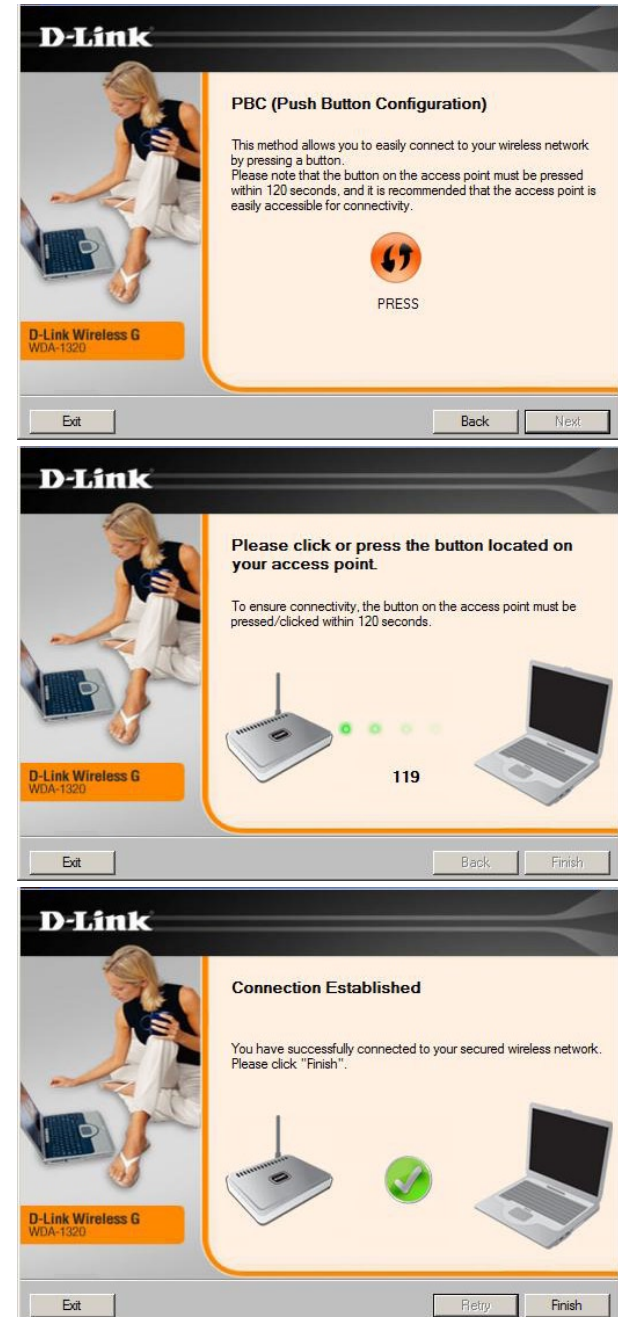 D-Link
PBC (Push Button Configuration)
This method allows you to easily connect to your wireless network
by pressing a button.
Please note that the button on the access point must be pressed
within 120 seconds, and it is recommended that the access point is
easily accessible for connectivity.
PRESS
D-Link Wireless G
WDA-1320
Exit
Back
Next
D-Link
Please click or press the button located on
your access point.
To ensure connectivity, the button on the access point must be
pressed/clicked within 120 seconds.
119
D-Link Wireless G
WDA-1320
Exit
Back
Finish
D-Link
Connection Established
You have successfully connected to your secured wireless network.
Please click "Finish".
D-Link Wireless G
WDA-1320
Exit
Retry
Finish